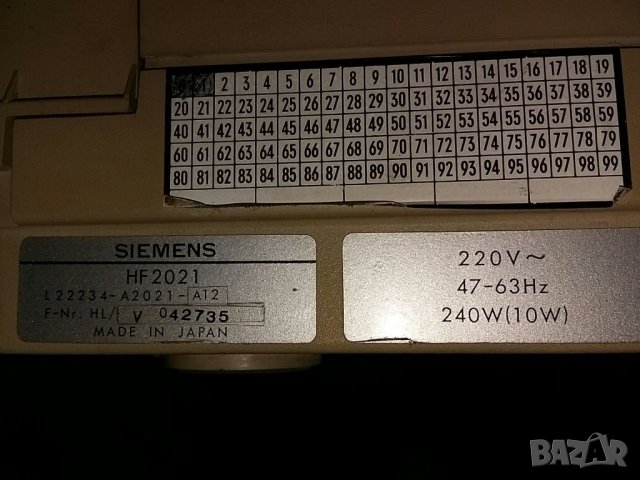 2 3 4 5 6 7 8 9 10 11 12 13 14 15 16 17 18 19
20 21 22 23 24 25 26 27 28 29 30 31 32 33 34 35 36 37 38 39
40 41 42 43 44 45 46 47 48 49 50 51 52 53 54 55 56 57 58 59
60 61 62 63 64 65 66 67 68 69 70 71 72 73 74 75 76 77 78 79
80 81 82 83 84 85 86 87 88 89 90 91 92 93 94 95 96 97 98 99
SIEMENS
HF2021
L22234-A2021-A12
F-Nr. HL/ V 042735
MADE IN JAPAN
220V~
47-63Hz
240W(10W)
BAZAR